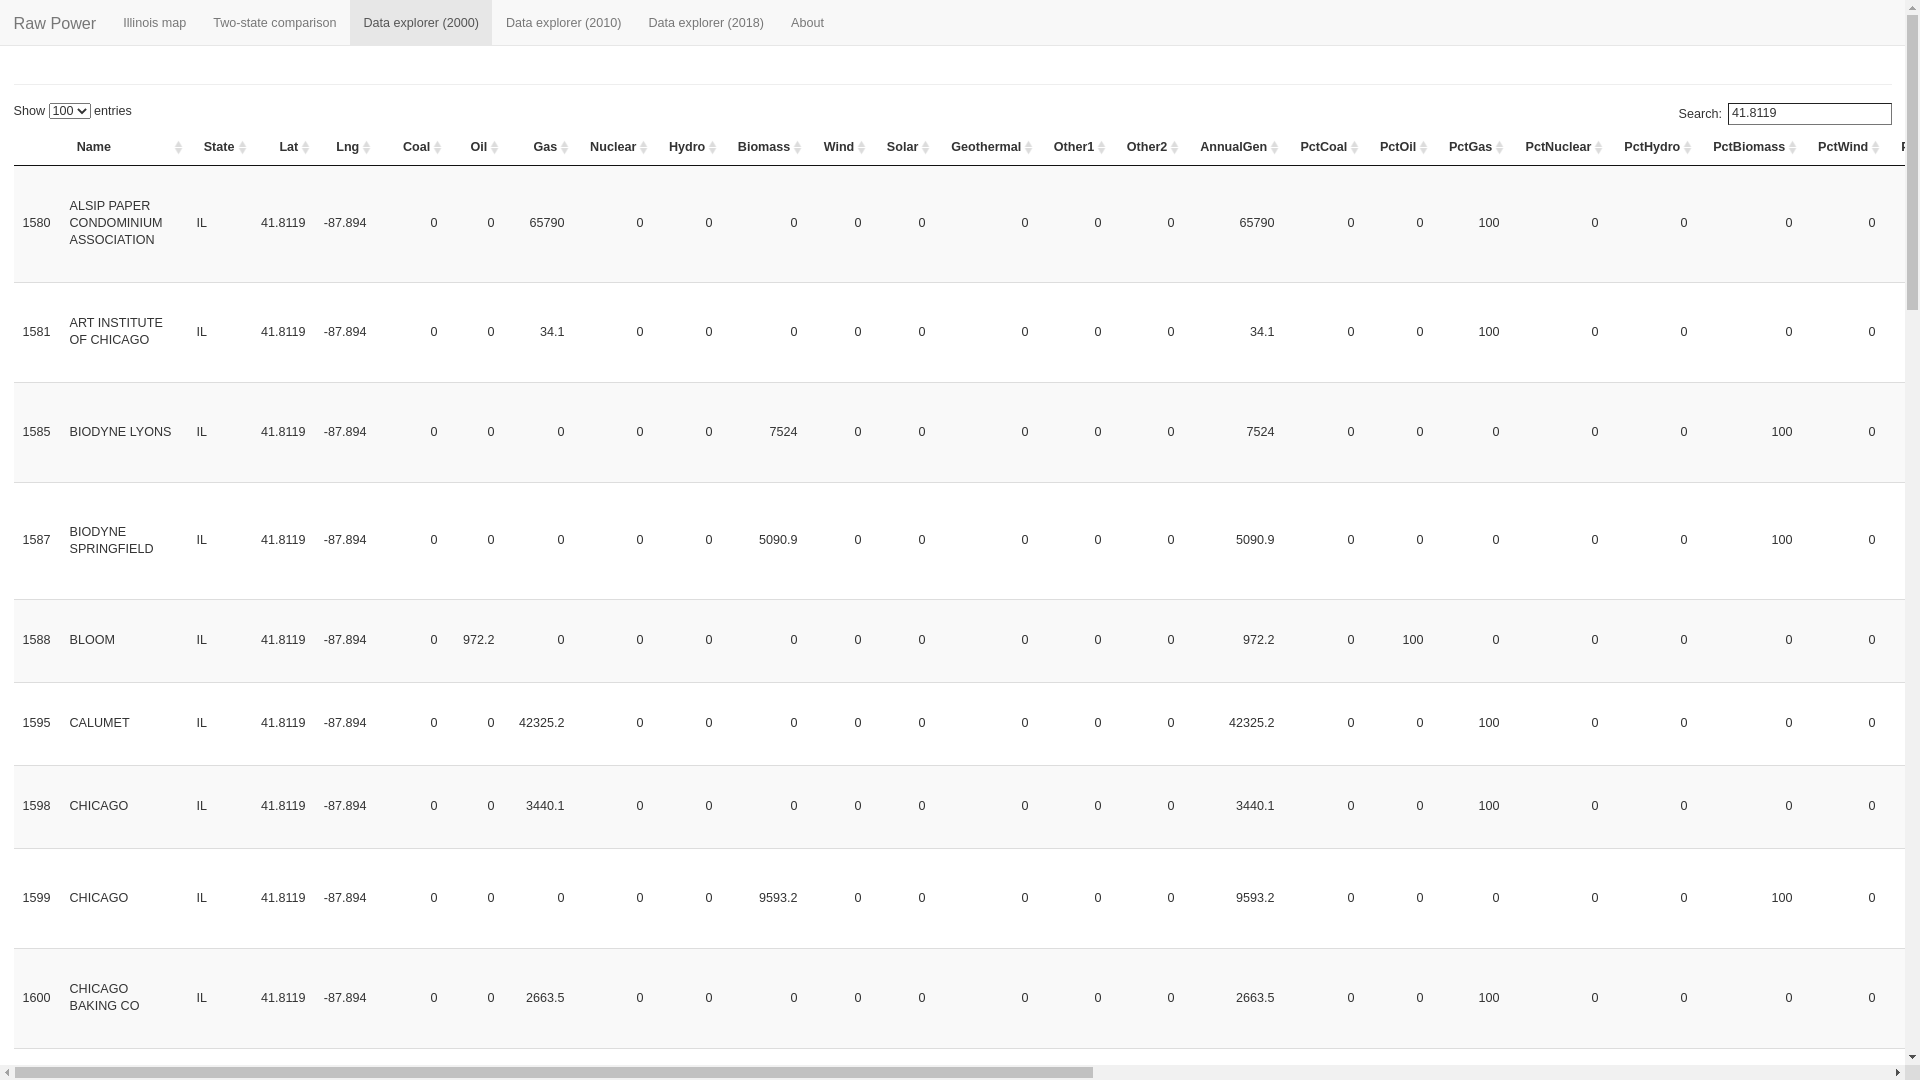 Raw Power Illinois map Two-state comparison Data explorer (2000) Data explorer (2010) Data explorer (2018) About
Show 100 entries
Search: 41.8119
Name State Lat Lng Coal Oil Gas Nuclear Hydro Biomass Wind Solar Geothermal Other1 Other2 AnnualGen PctCoal PctOil PctGas PctNuclear PctHydro PctBiomass PctWind
1580 ALSIP PAPER CONDOMINIUM ASSOCIATION IL 41.8119 -87.894 0 0 65790 0 0 0 0 0 0 0 0 65790 0 0 100 0 0 0 0
1581 ART INSTITUTE OF CHICAGO IL 41.8119 -87.894 0 0 34.1 0 0 0 0 0 0 0 0 34.1 0 0 100 0 0 0 0
1585 BIODYNE LYONS IL 41.8119 -87.894 0 0 0 0 0 7524 0 0 0 0 0 7524 0 0 0 0 0 100 0
1587 BIODYNE SPRINGFIELD IL 41.8119 -87.894 0 0 0 0 0 5090.9 0 0 0 0 0 5090.9 0 0 0 0 0 100 0
1588 BLOOM IL 41.8119 -87.894 0 972.2 0 0 0 0 0 0 0 0 0 972.2 0 100 0 0 0 0 0
1595 CALUMET IL 41.8119 -87.894 0 0 42325.2 0 0 0 0 0 0 0 0 42325.2 0 0 100 0 0 0 0
1598 CHICAGO IL 41.8119 -87.894 0 0 3440.1 0 0 0 0 0 0 0 0 3440.1 0 0 100 0 0 0 0
1599 CHICAGO IL 41.8119 -87.894 0 0 0 0 0 9593.2 0 0 0 0 0 9593.2 0 0 0 0 0 100 0
1600 CHICAGO BAKING CO IL 41.8119 -87.894 0 0 2663.5 0 0 0 0 0 0 0 0 2663.5 0 0 100 0 0 0 0